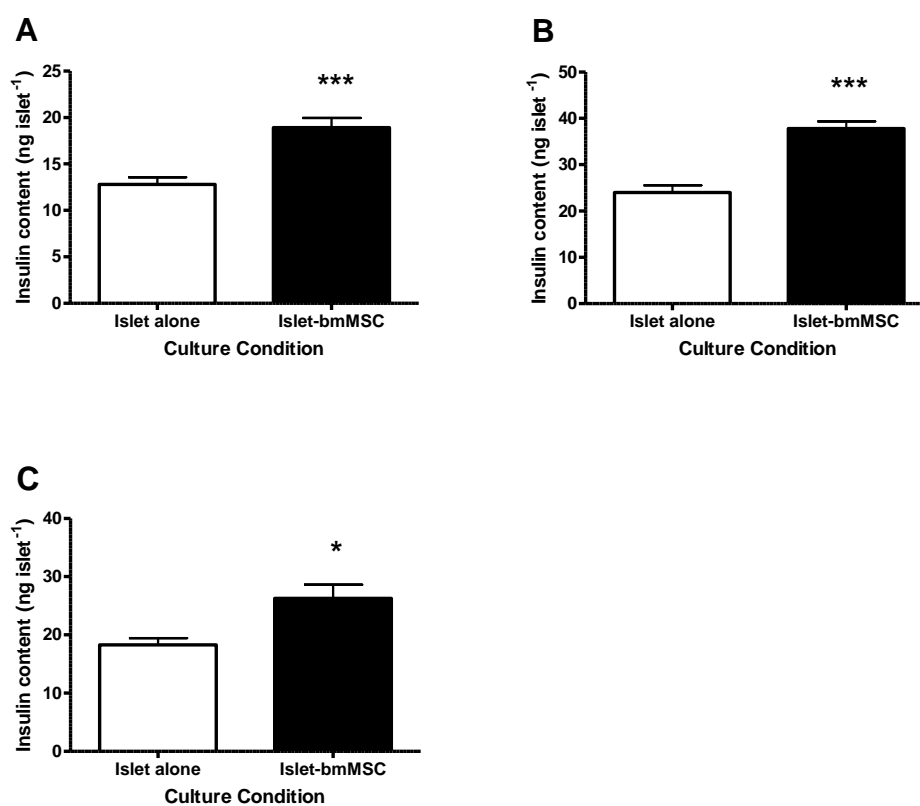 A
Insulin content (ng islet⁻¹)
25
20
15
10
5
0
***
Islet alone
Islet-bmMSC
Culture Condition
B
Insulin content (ng islet⁻¹)
50
40
30
20
10
0
***
Islet alone
Islet-bmMSC
Culture Condition
C
Insulin content (ng islet⁻¹)
40
30
20
10
0
*
Islet alone
Islet-bmMSC
Culture Condition